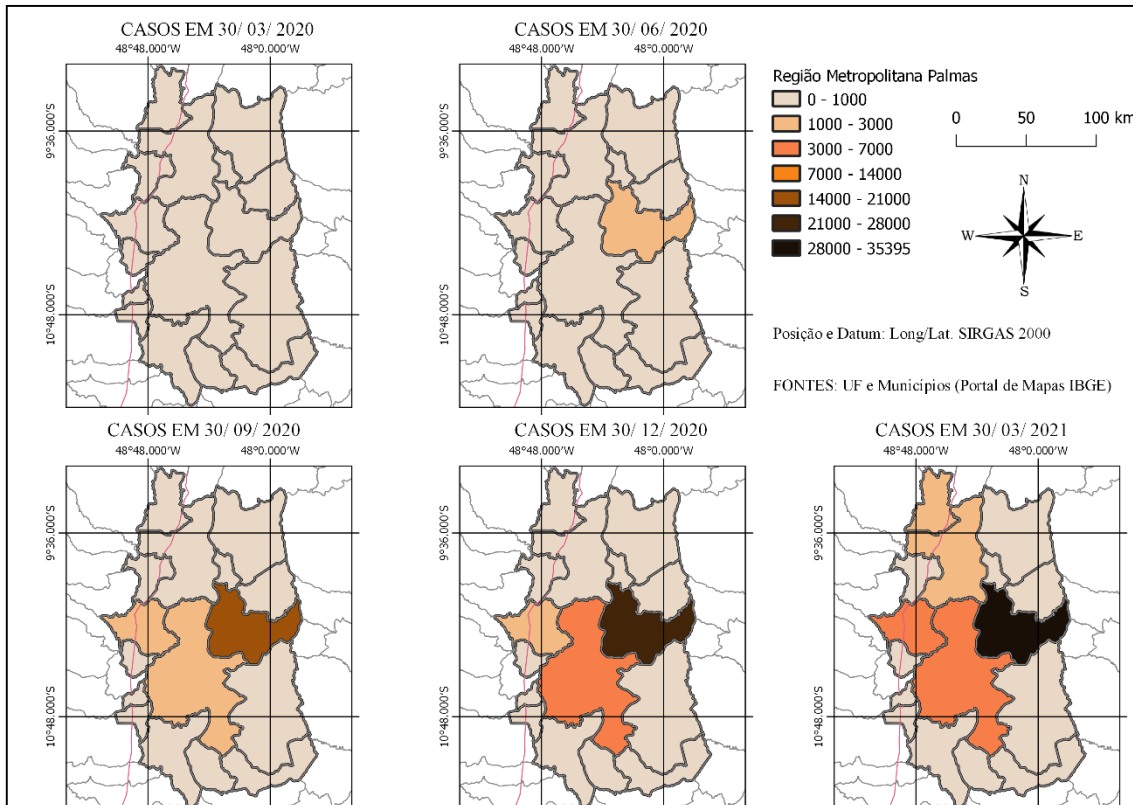 CASOS EM 30/ 03/ 2020
48°48.000'W 48°0.000'W
9°36.000'S
10°48.000'S
CASOS EM 30/ 06/ 2020
48°48.000'W 48°0.000'W
9°36.000'S
10°48.000'S
Região Metropolitana Palmas
0 - 1000
1000 - 3000
3000 - 7000
7000 - 14000
14000 - 21000
21000 - 28000
28000 - 35395
0 50 100 km
N
W E
S
Posição e Datum: Long/Lat. SIRGAS 2000
FONTES: UF e Municipios (Portal de Mapas IBGE)
CASOS EM 30/ 09/ 2020
48°48.000'W 48°0.000'W
9°36.000'S
10°48.000'S
CASOS EM 30/ 12/ 2020
48°48.000'W 48°0.000'W
9°36.000'S
10°48.000'S
CASOS EM 30/ 03/ 2021
48°48.000'W 48°0.000'W
9°36.000'S
10°48.000'S